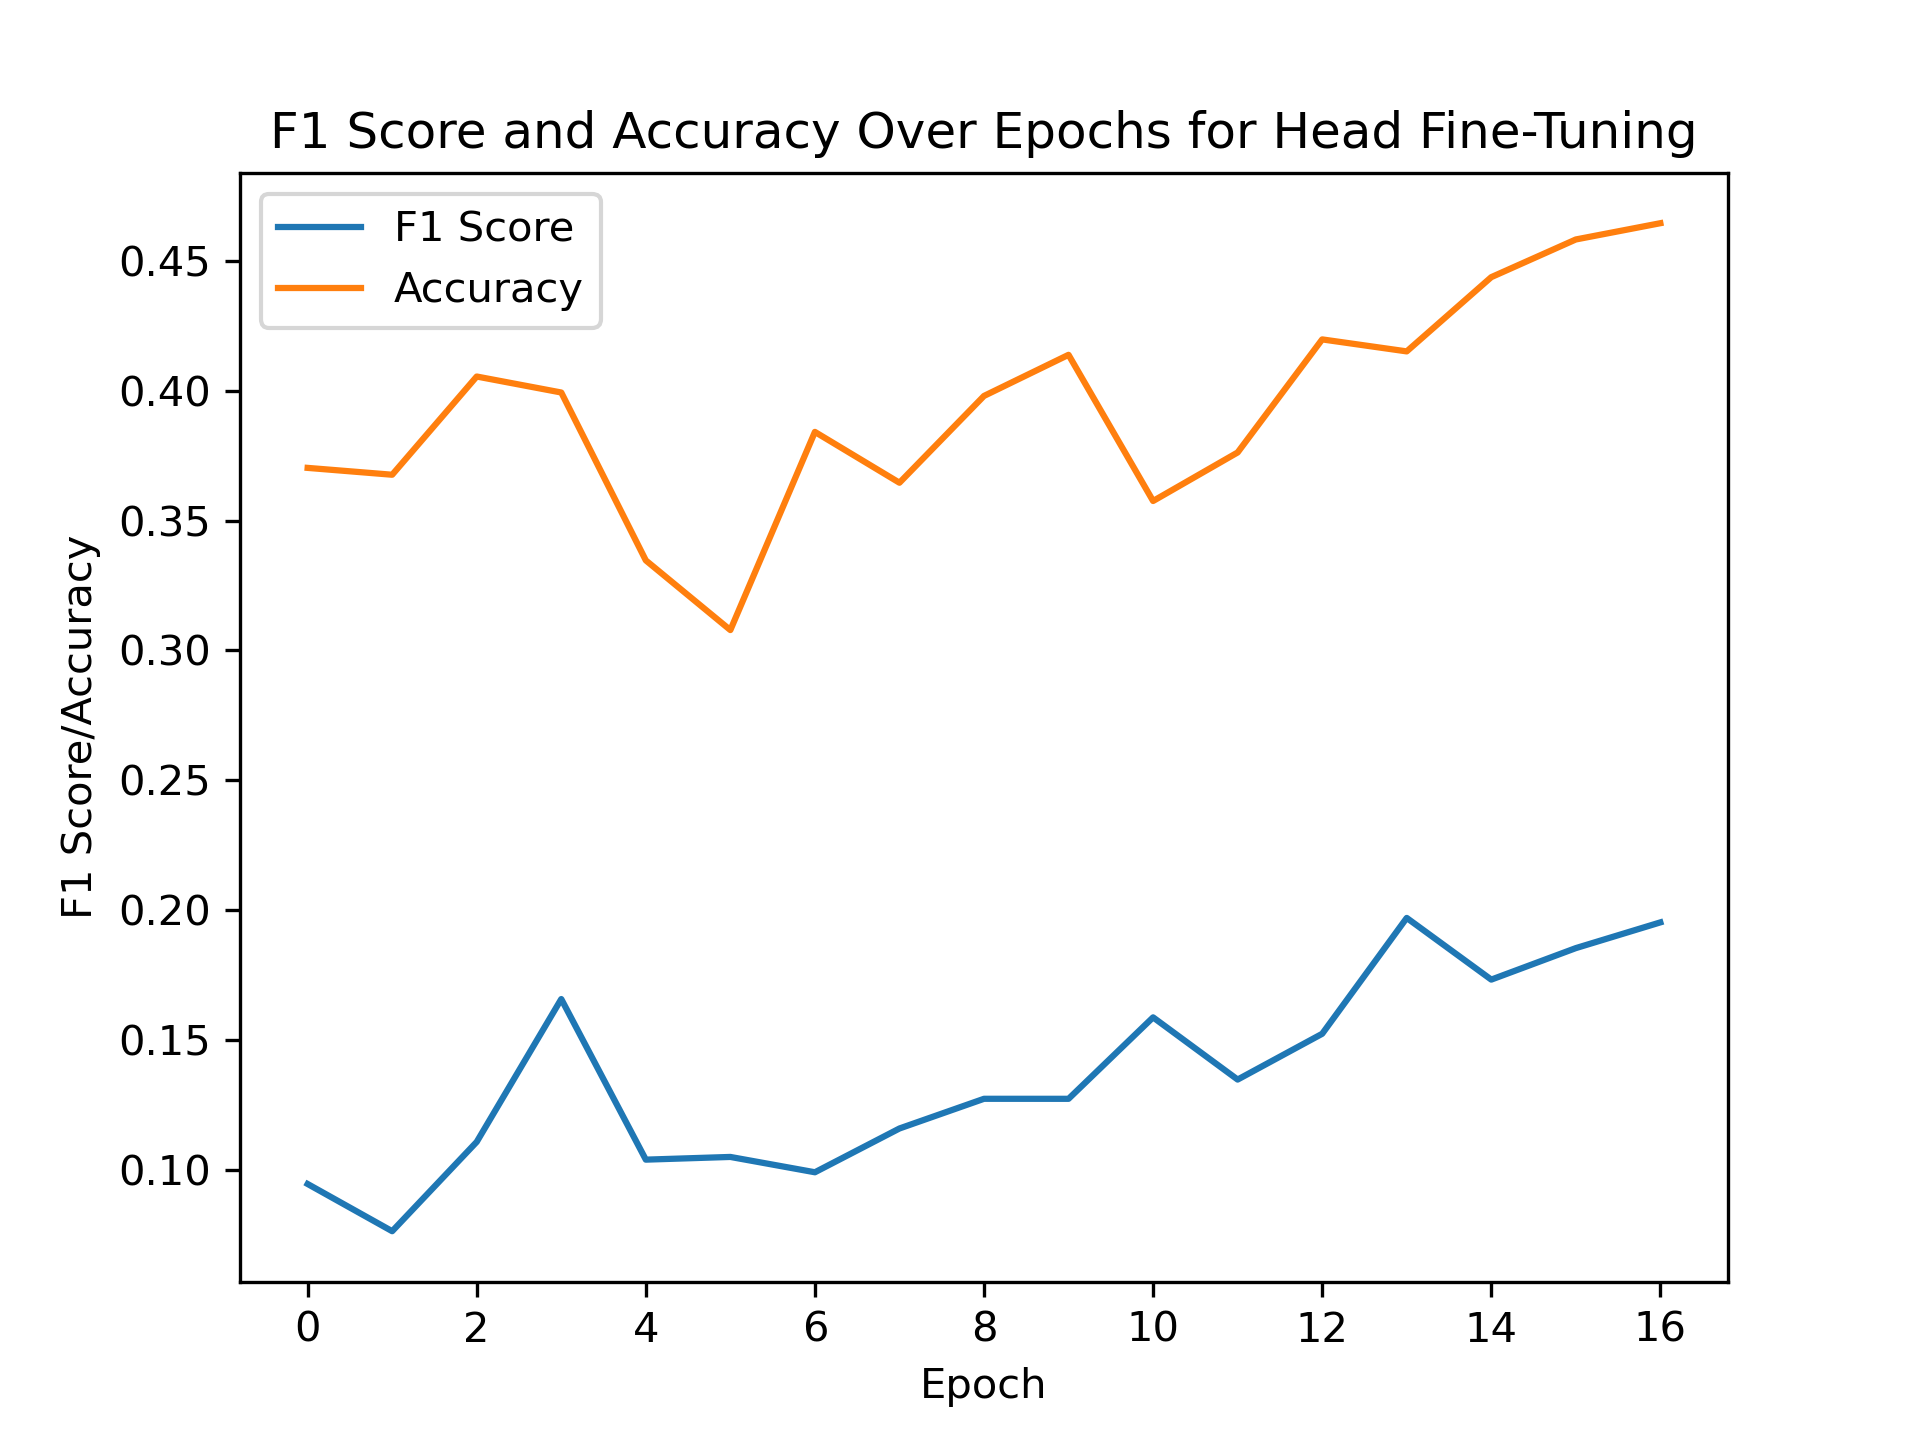 F1 Score and Accuracy Over Epochs for Head Fine-Tuning
F1 Score
Accuracy
0.45
0.40
0.35
0.30
0.25
0.20
0.15
0.10
F1 Score/Accuracy
0 2 4 6 8 10 12 14 16
Epoch